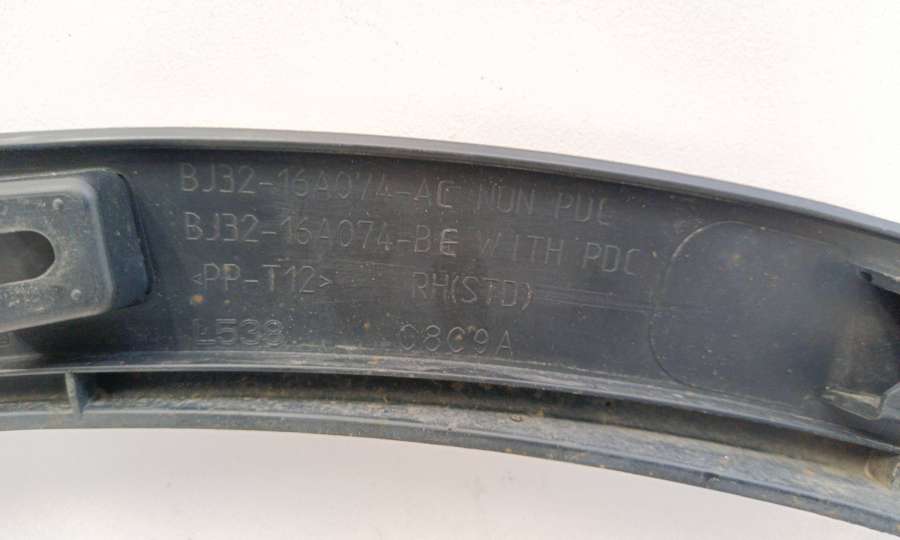 BJ32-16A074-AC NON PDC
BJ32-16A074-BE WITH PDC
<PP-T12> RH(STD)
L538 C8C9A